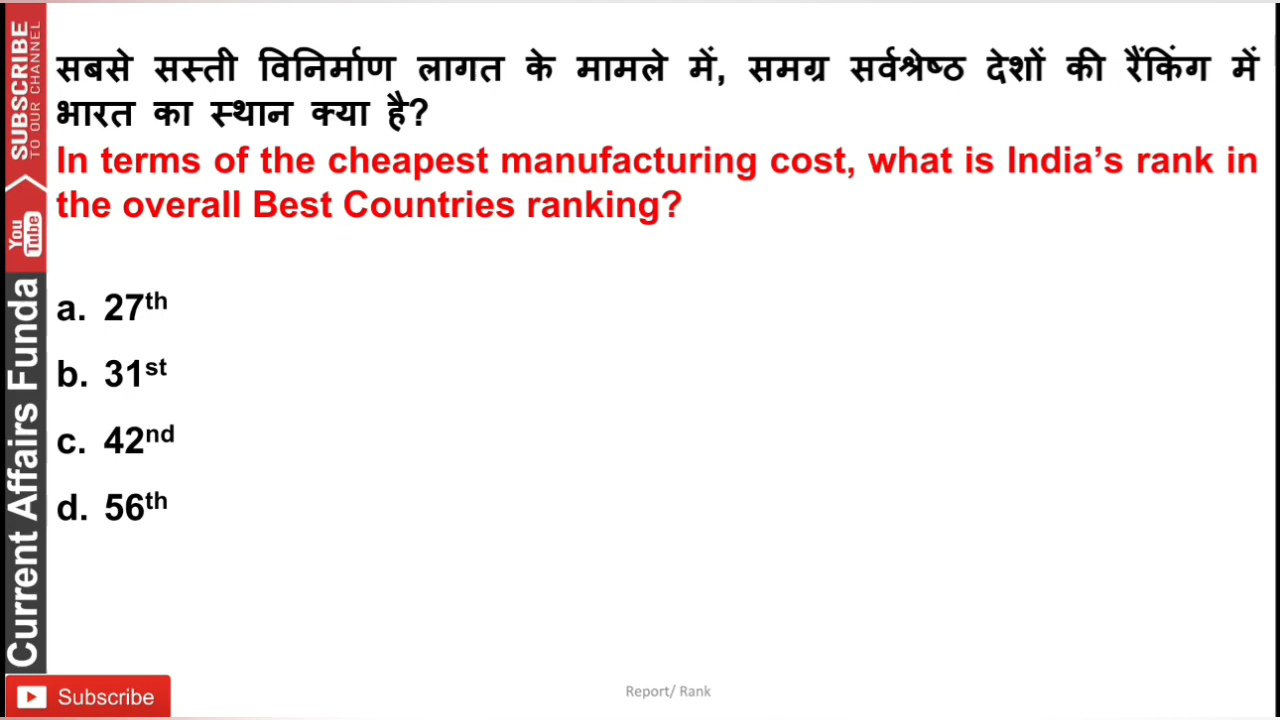 SUBSCRIBE
TO OUR CHANNEL
You
Tube
Current Affairs Funda
सबसे सस्ती विनिर्माण लागत के मामले में, समग्र सर्वश्रेष्ठ देशों की रैंकिंग में
भारत का स्थान क्या है?
In terms of the cheapest manufacturing cost, what is India’s rank in
the overall Best Countries ranking?
a. 27th
b. 31st
c. 42nd
d. 56th
Subscribe
Report/ Rank